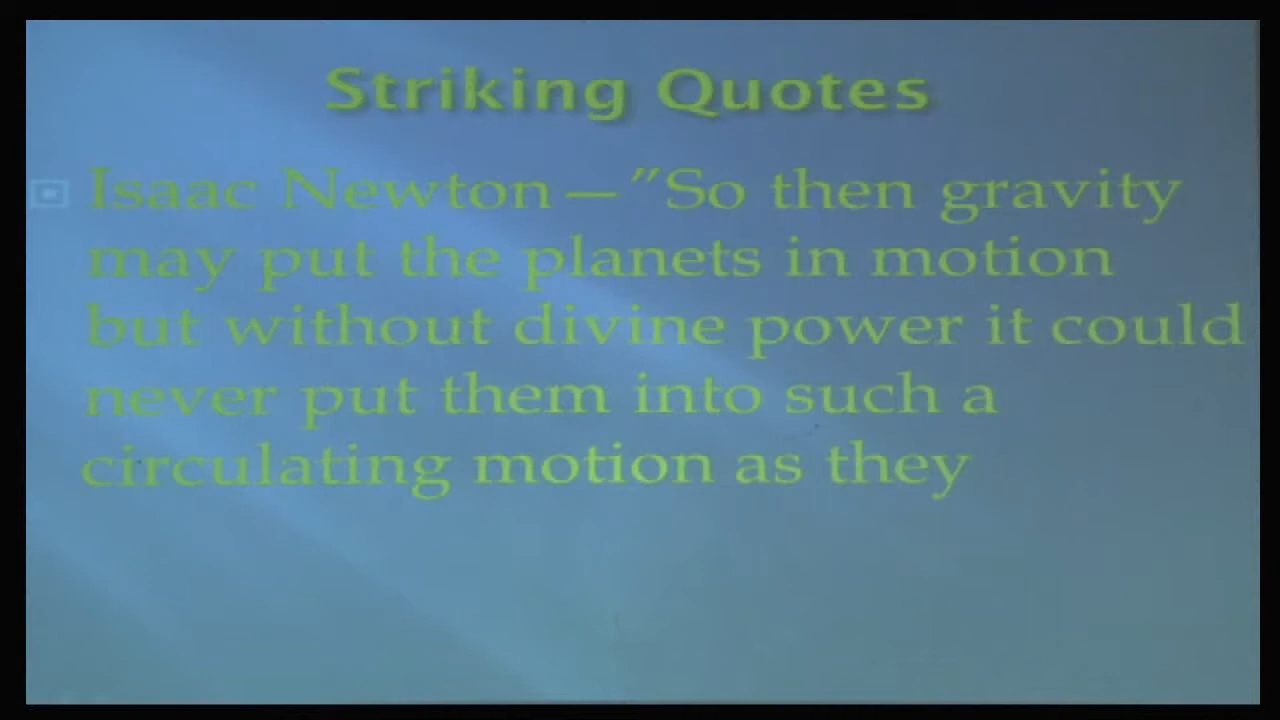 Striking Quotes
Isaac Newton—”So then gravity
may put the planets in motion
but without divine power it could
never put them into such a
circulating motion as they